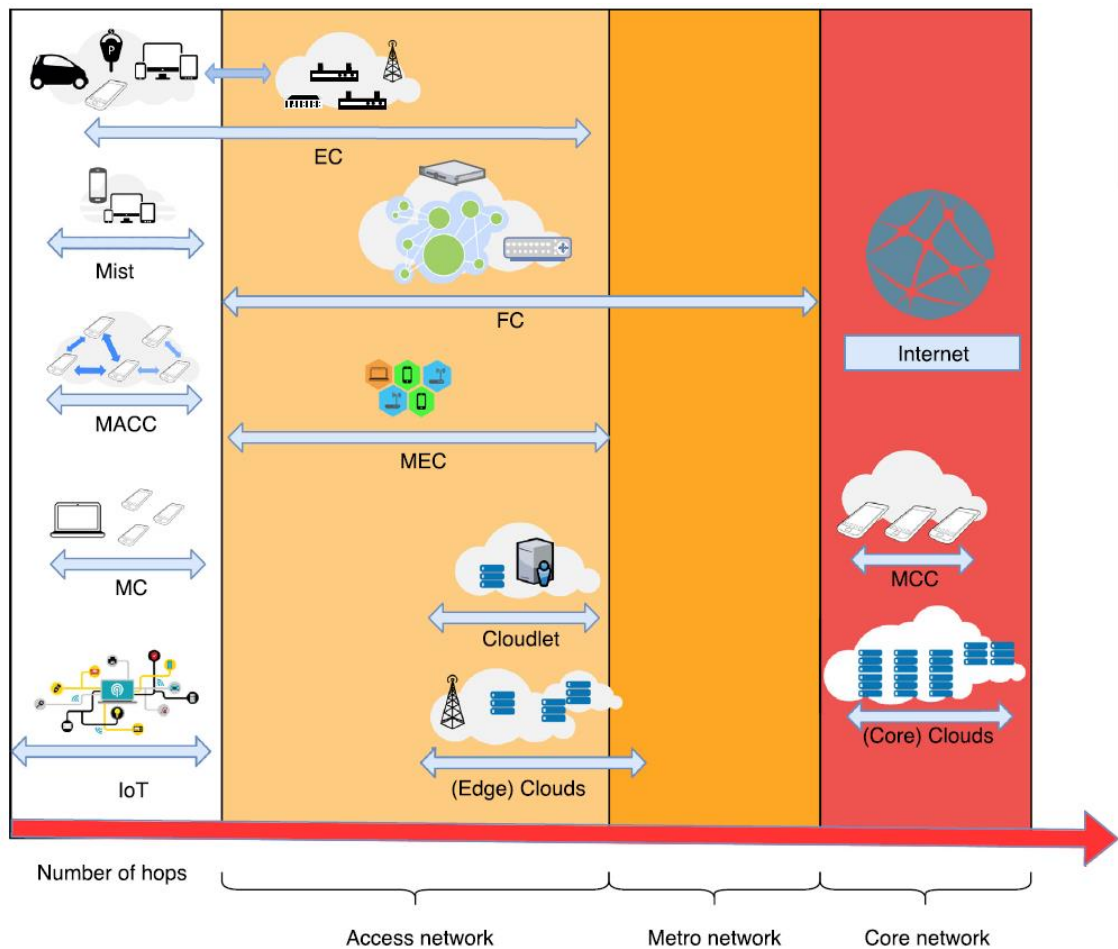 P
EC
Mist
FC
Internet
MACC
MEC
MC
MCC
Cloudlet
(Core) Clouds
IoT
(Edge) Clouds
Number of hops
Access network
Metro network
Core network